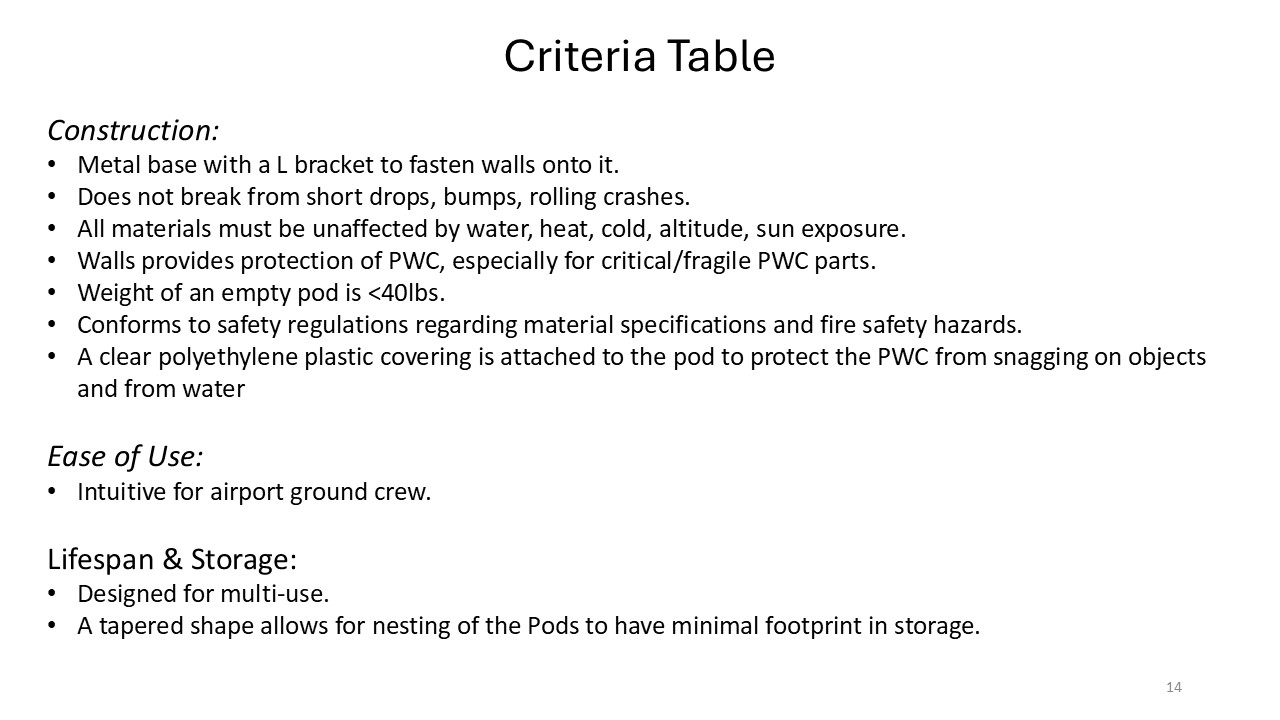 Criteria Table
Construction:
• Metal base with a L bracket to fasten walls onto it.
• Does not break from short drops, bumps, rolling crashes.
• All materials must be unaffected by water, heat, cold, altitude, sun exposure.
• Walls provides protection of PWC, especially for critical/fragile PWC parts.
• Weight of an empty pod is <40lbs.
• Conforms to safety regulations regarding material specifications and fire safety hazards.
• A clear polyethylene plastic covering is attached to the pod to protect the PWC from snagging on objects
and from water
Ease of Use:
• Intuitive for airport ground crew.
Lifespan & Storage:
• Designed for multi-use.
• A tapered shape allows for nesting of the Pods to have minimal footprint in storage.
14